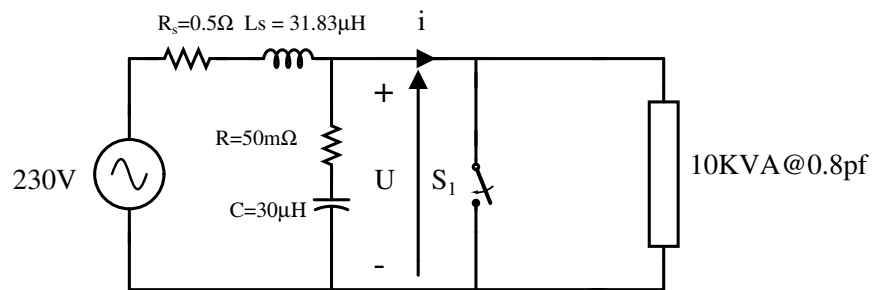 Rₛ=0.5Ω Ls = 31.83μH
i
+
R=50mΩ
230V
U
S₁
10KVA@0.8pf
C=30μH
-